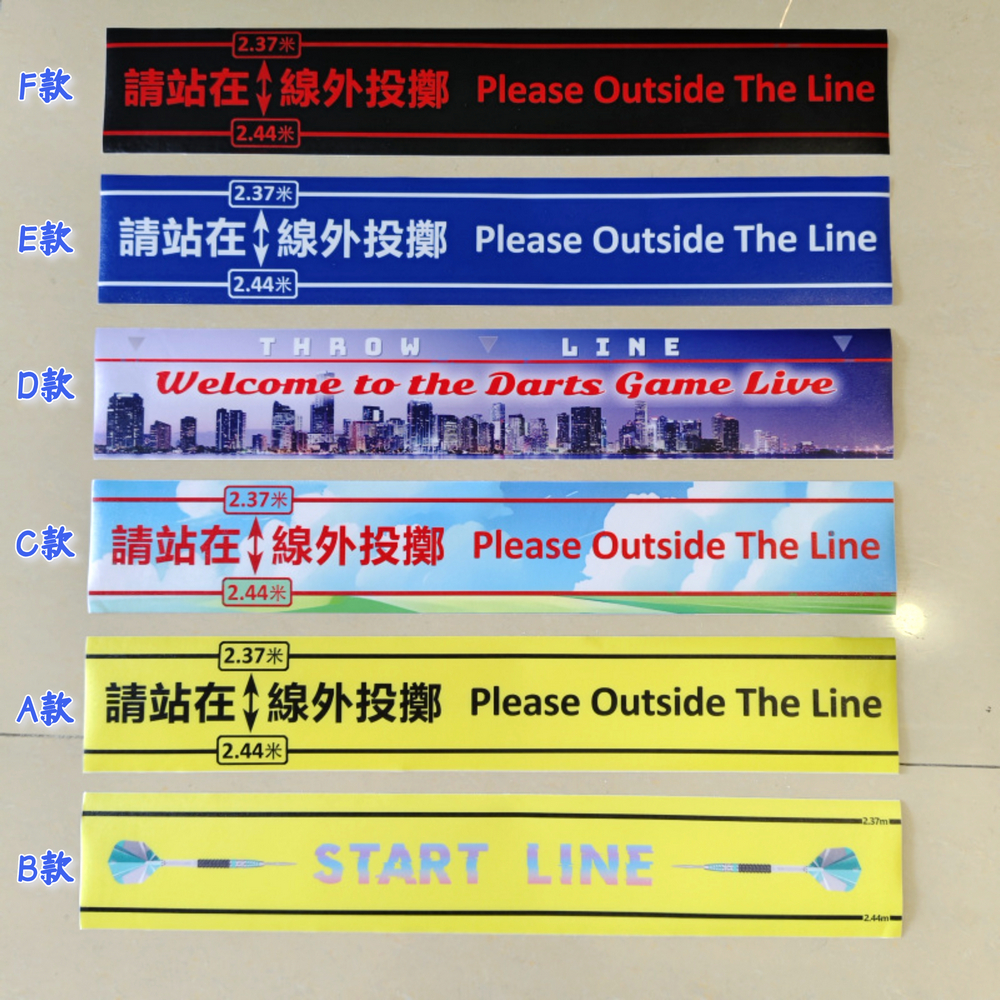 F款
2.37米
請站在 線外投擲 Please Outside The Line
2.44米
E款
2.37米
請站在 線外投擲 Please Outside The Line
2.44米
D款
THROW LINE
Welcome to the Darts Game Live
C款
2.37米
請站在 線外投擲 Please Outside The Line
2.44米
A款
2.37米
請站在 線外投擲 Please Outside The Line
2.44米
B款
2.37m
START LINE
2.44m